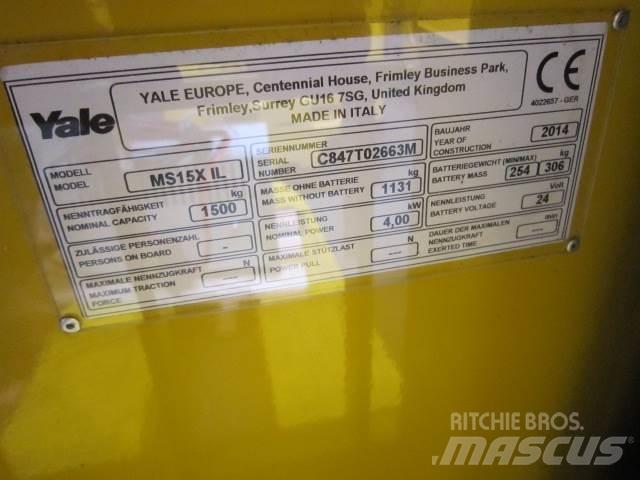 Yale
YALE EUROPE, Centennial House, Frimley Business Park,
Frimley, Surrey GU16 7SG, United Kingdom
MADE IN ITALY
CE
4022657 - GER
MODELL
MODEL
MS15X IL
SERIENNUMMER
SERIAL
NUMBER
C847T02663M
BAUJAHR
YEAR OF
CONSTRUCTION
2014
NENNTRAGFÄHIGKEIT
NOMINAL CAPACITY
kg
1500
MASSE OHNE BATTERIE
MASS WITHOUT BATTERY
kg
1131
BATTERIEGEWICHT (MIN/MAX)
BATTERY MASS
kg
254 306
ZULÄSSIGE PERSONENZAHL
PERSONS ON BOARD
-
NENNLEISTUNG
NOMINAL POWER
kW
4,00
NENNLEISTUNG
BATTERY VOLTAGE
Volt
24
MAXIMALE NENNZUGKRAFT
MAXIMUM TRACTION
FORCE
N
---
MAXIMALE STÜTZLAST
POWER PULL
N
---
DAUER DER MAXIMALEN
NENNZUGKRAFT
EXERTED TIME
min
---
RITCHIE BROS.
MASCUS